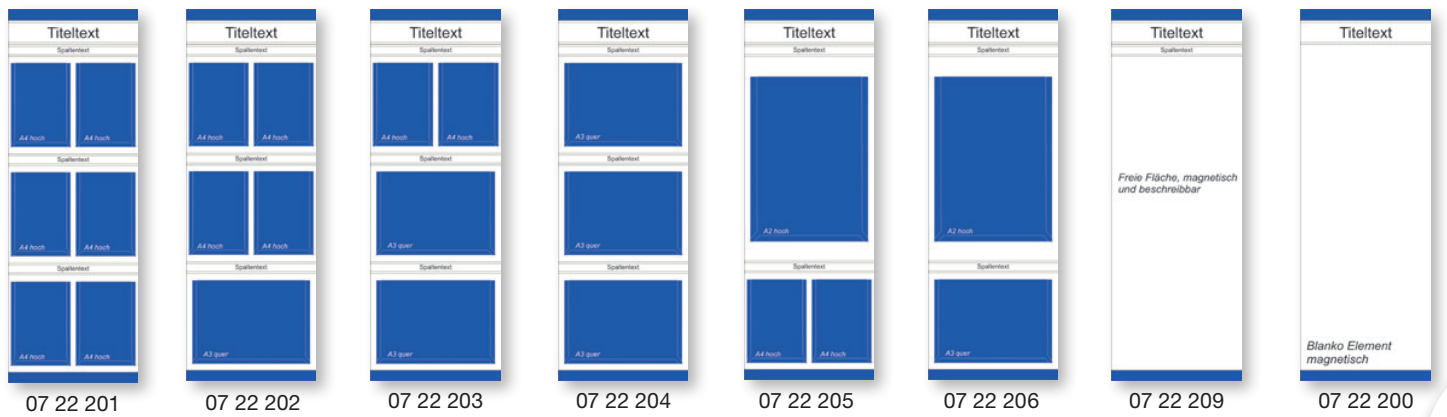 Titeltext
Spaltentext
A4 hoch
A4 hoch
Spaltentext
A4 hoch
A4 hoch
Spaltentext
A4 hoch
A4 hoch
07 22 201
Titeltext
Spaltentext
A4 hoch
A4 hoch
Spaltentext
A4 hoch
A4 hoch
Spaltentext
A3 quer
07 22 202
Titeltext
Spaltentext
A4 hoch
A4 hoch
Spaltentext
A3 quer
Spaltentext
A3 quer
07 22 203
Titeltext
Spaltentext
A3 quer
Spaltentext
A3 quer
Spaltentext
A3 quer
07 22 204
Titeltext
Spaltentext
A2 hoch
Spaltentext
A4 hoch
A4 hoch
07 22 205
Titeltext
Spaltentext
A2 hoch
Spaltentext
A3 quer
07 22 206
Titeltext
Spaltentext
Freie Fläche, magnetisch
und beschreibbar
07 22 209
Titeltext
Blanko Element
magnetisch
07 22 200